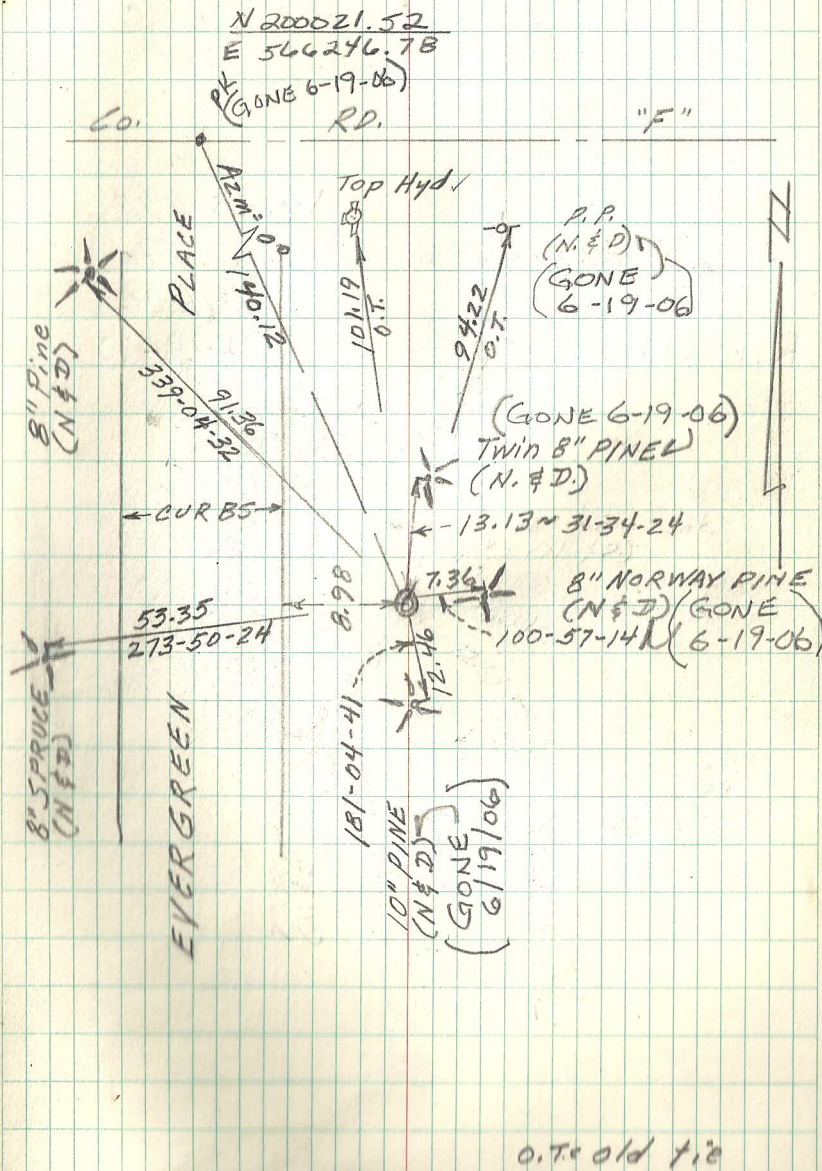 N 200021.52
E 566246.78
PK
(GONE 6-19-06)
Co. RD. "F"
Top Hyd.
AZm = 0°
140.12
PLACE
101.19
O.T.
94.22
O.T.
P.P.
(N. & D)
(GONE
6-19-06)
N
8" Pine
(N & D)
91.36
339-04-32
(GONE 6-19-06)
Twin 8" PINE
(N. & D.)
13.13 ~ 31-34-24
CURBS
7.36
8" NORWAY PINE
(N & D) (GONE
100-57-14 6-19-06)
8.98
53.35
273-50-24
12.46
181-04-41
8" SPRUCE
(N & D)
EVERGREEN
10" PINE
(N & D)
(GONE
6/19/06)
O.T. = old tie